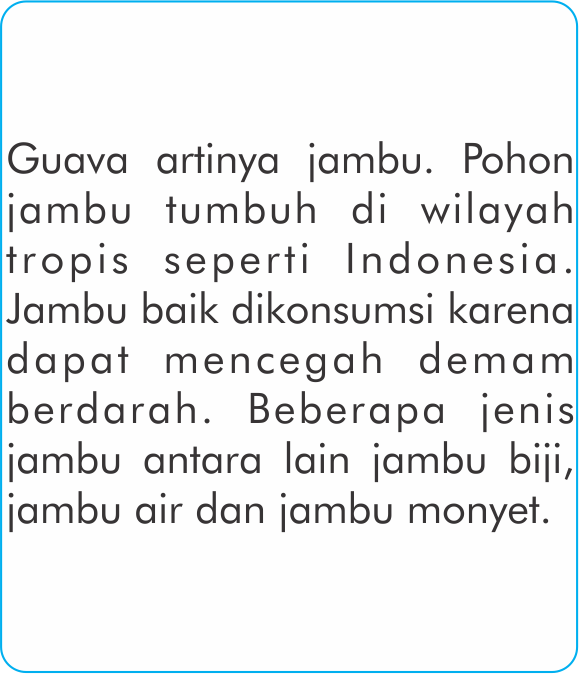 Guava artinya jambu. Pohon
jambu tumbuh di wilayah
tropis seperti Indonesia.
Jambu baik dikonsumsi karena
dapat mencegah demam
berdarah. Beberapa jenis
jambu antara lain jambu biji,
jambu air dan jambu monyet.